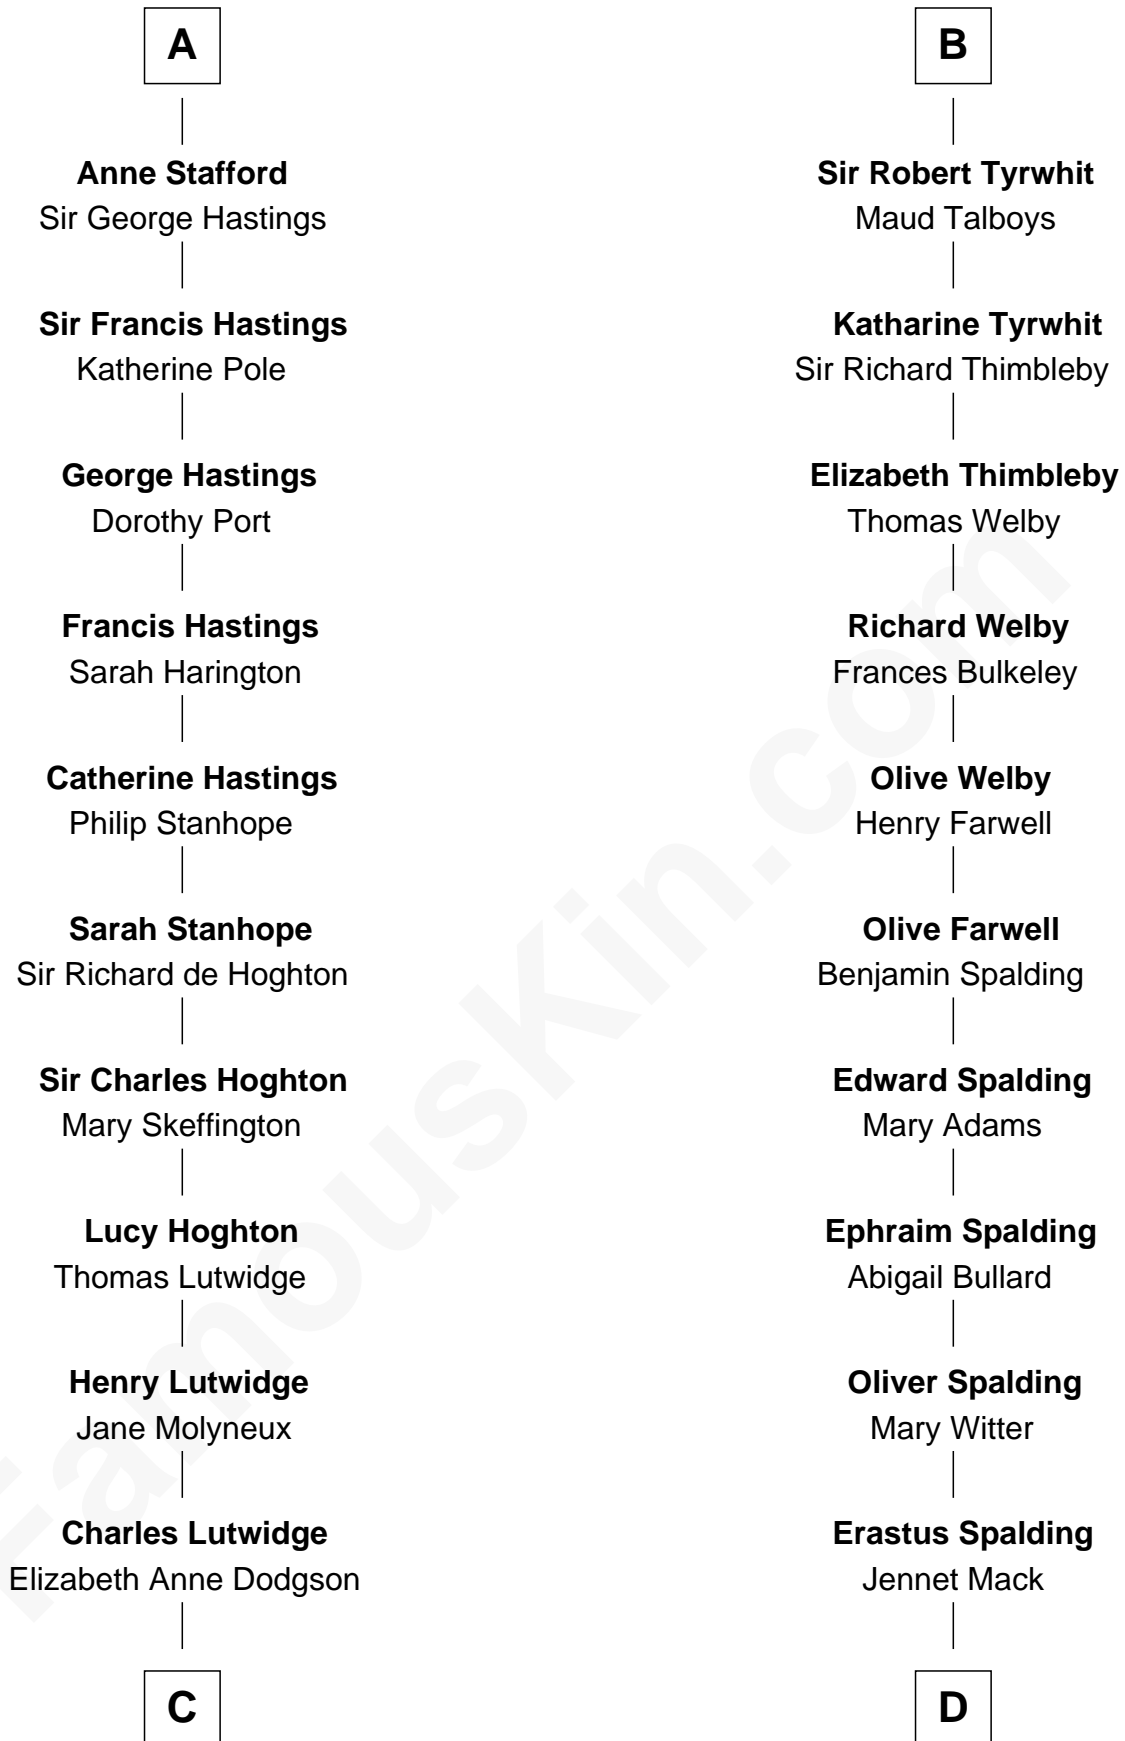 A
Anne Stafford
Sir George Hastings
Sir Francis Hastings
Katherine Pole
George Hastings
Dorothy Port
Francis Hastings
Sarah Harington
Catherine Hastings
Philip Stanhope
Sarah Stanhope
Sir Richard de Hoghton
Sir Charles Hoghton
Mary Skeffington
Lucy Hoghton
Thomas Lutwidge
Henry Lutwidge
Jane Molyneux
Charles Lutwidge
Elizabeth Anne Dodgson
C
B
Sir Robert Tyrwhit
Maud Talboys
Katharine Tyrwhit
Sir Richard Thimbleby
Elizabeth Thimbleby
Thomas Welby
Richard Welby
Frances Bulkeley
Olive Welby
Henry Farwell
Olive Farwell
Benjamin Spalding
Edward Spalding
Mary Adams
Ephraim Spalding
Abigail Bullard
Oliver Spalding
Mary Witter
Erastus Spalding
Jennet Mack
D
FamousKin.com